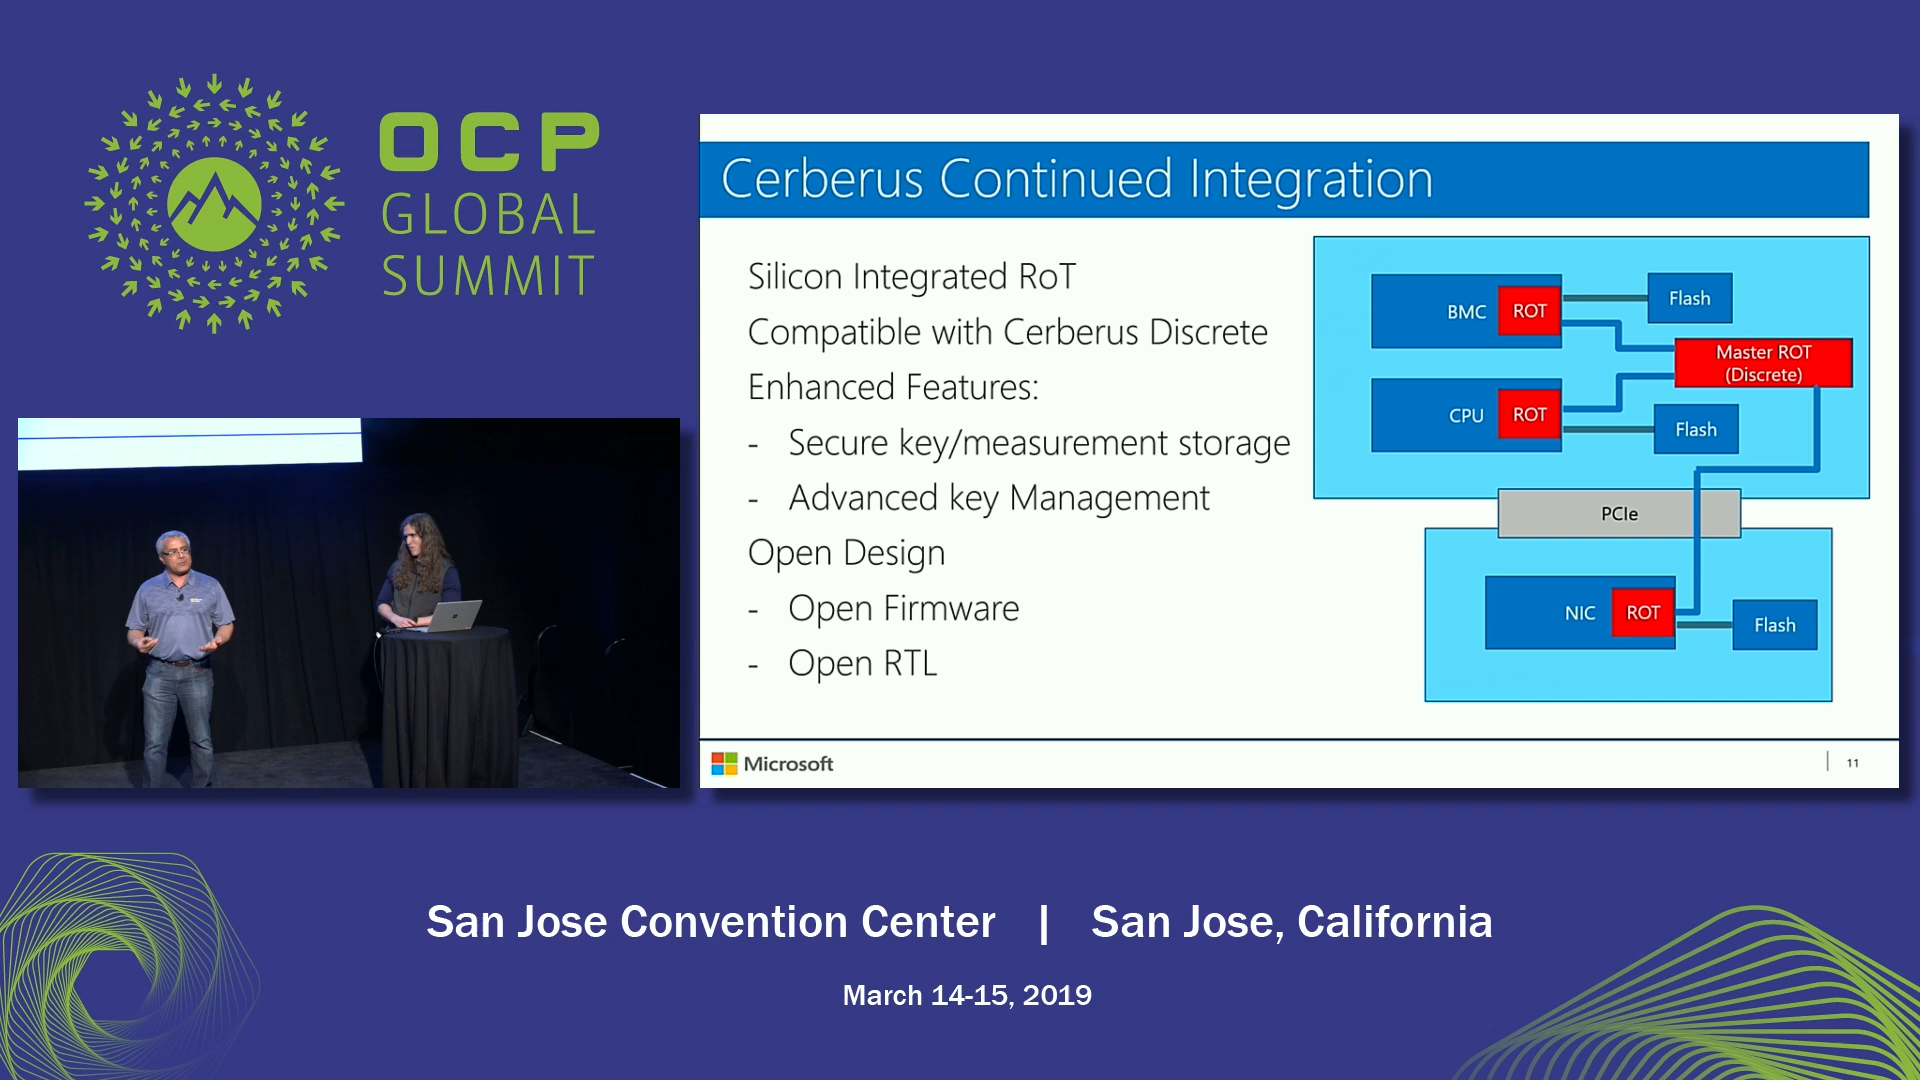 OCP
GLOBAL
SUMMIT
Cerberus Continued Integration
Silicon Integrated RoT
Compatible with Cerberus Discrete
Enhanced Features:
- Secure key/measurement storage
- Advanced key Management
Open Design
- Open Firmware
- Open RTL
BMC
ROT
Flash
Master ROT
(Discrete)
CPU
ROT
Flash
PCIe
NIC
ROT
Flash
Microsoft
11
San Jose Convention Center | San Jose, California
March 14-15, 2019